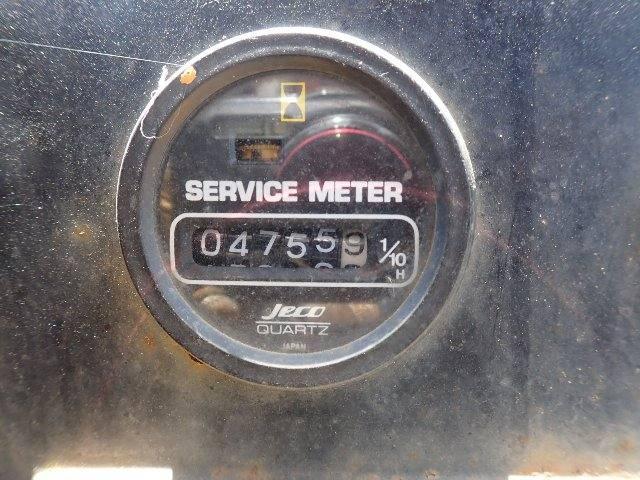 SERVICE METER
047559 1/10 H
Jeco
QUARTZ
JAPAN